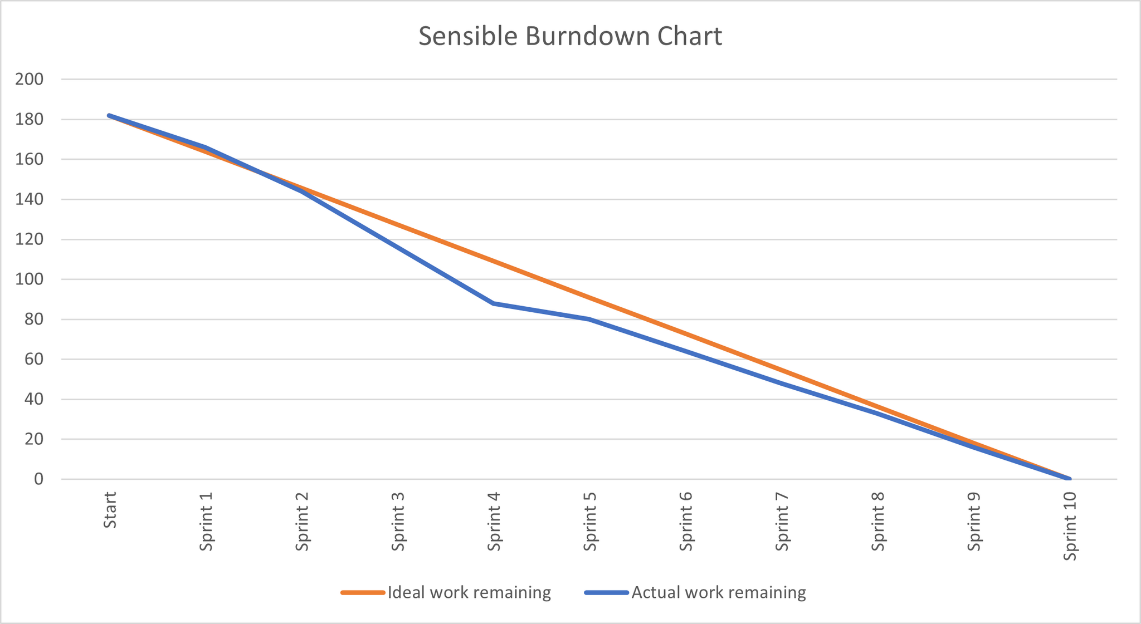 Sensible Burndown Chart
200
180
160
140
120
100
80
60
40
20
0
Start
Sprint 1
Sprint 2
Sprint 3
Sprint 4
Sprint 5
Sprint 6
Sprint 7
Sprint 8
Sprint 9
Sprint 10
Ideal work remaining
Actual work remaining